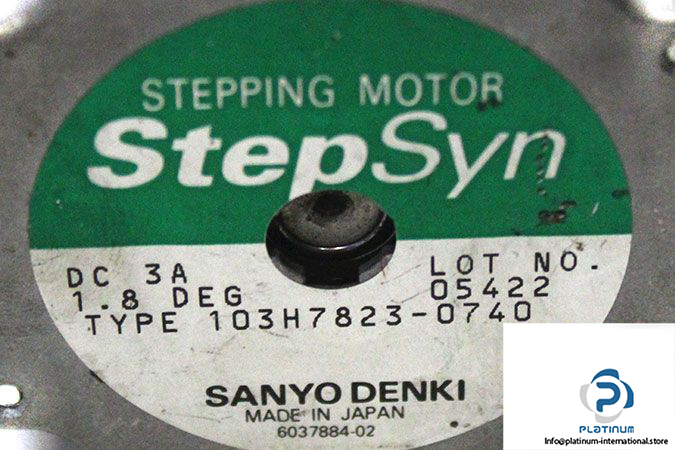 STEPPING MOTOR
StepSyn
DC 3A
LOT NO.
1.8 DEG
05422
TYPE 103H7823-0740
SANYO DENKI
MADE IN JAPAN
6037884-02
PLATINUM
Info@platinum-international.store